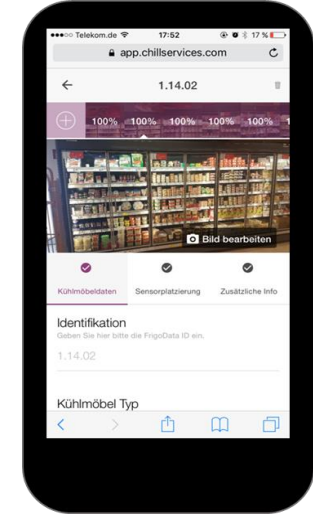 Telekom.de 17:52 17 %
app.chillservices.com
1.14.02
100% 100% 100% 100% 100% 1
Bild bearbeiten
Kühlmöbeldaten Sensorplatzierung Zusätzliche Info
Identifikation
Geben Sie hier bitte die FrigoData ID ein.
1.14.02
Kühlmöbel Typ